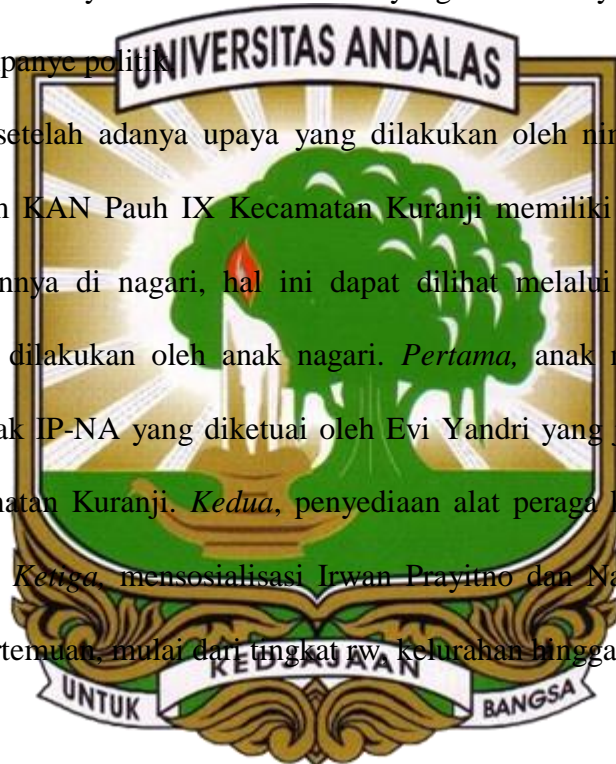 UNIVERSITAS ANDALAS
panye politik.
setelah adanya upaya yang dilakukan oleh
KAN Pauh IX Kecamatan Kuranji memiliki
nnya di nagari, hal ini dapat dilihat melalui
dilakukan oleh anak nagari. Pertama, anak
ak IP-NA yang diketuai oleh Evi Yandri yang
matan Kuranji. Kedua, penyediaan alat peraga
Ketiga, mensosialisasi Irwan Prayitno dan
rtemuan, mulai dari tingkat rw, kelurahan hingga
UNTUK KEDJAJAAN BANGSA